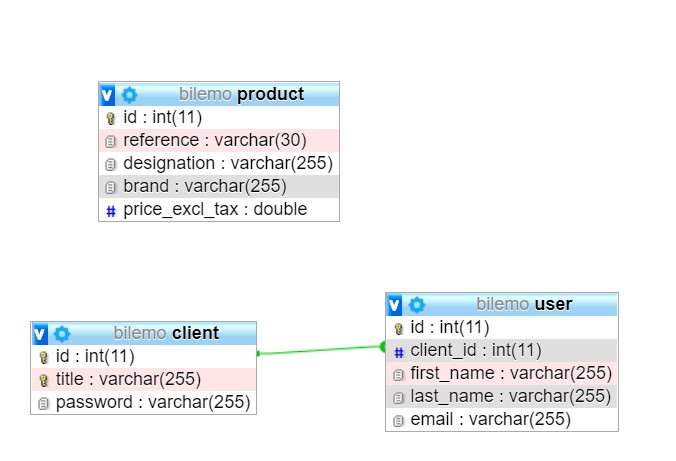 bilemo product
id : int(11)
reference : varchar(30)
designation : varchar(255)
brand : varchar(255)
# price_excl_tax : double
bilemo client
id : int(11)
title : varchar(255)
password : varchar(255)
bilemo user
id : int(11)
# client_id : int(11)
first_name : varchar(255)
last_name : varchar(255)
email : varchar(255)